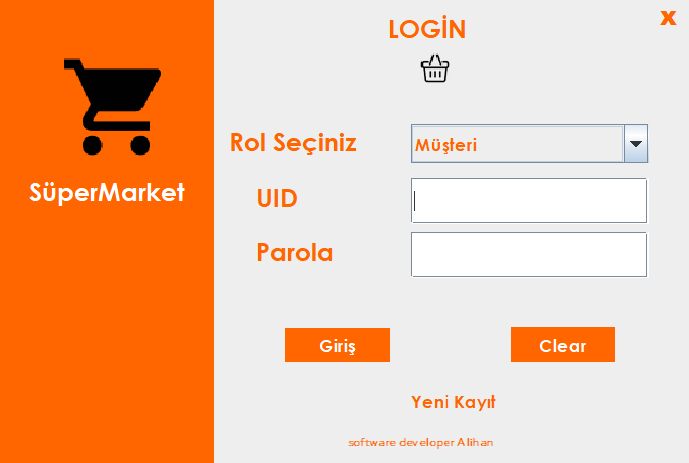 LOGİN
x
SüperMarket
Rol Seçiniz
Müşteri
UID
Parola
Giriş
Clear
Yeni Kayıt
software developer Alihan